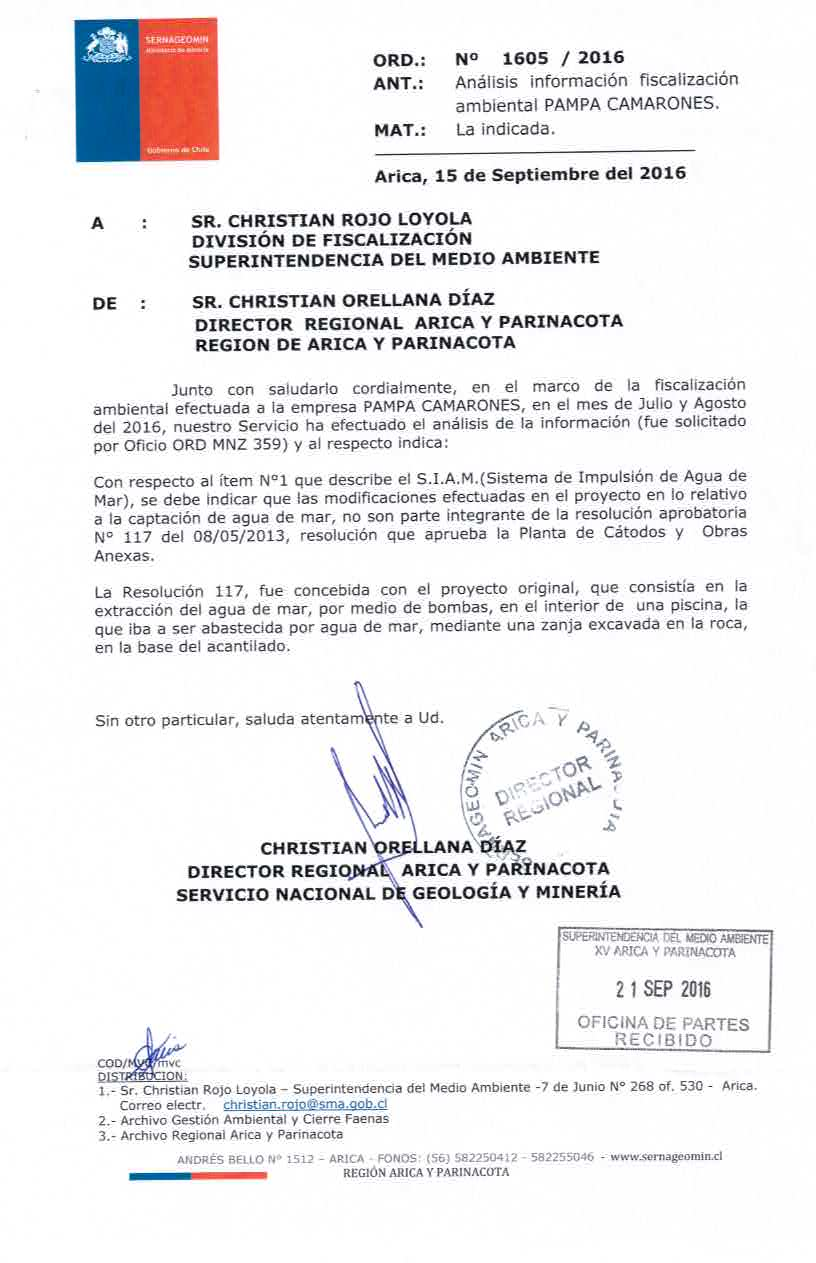 SERNAGEOMIN
Ministerio de Minería
Gobierno de Chile
ORD.: Nº 1605 / 2016
ANT.: Análisis información fiscalización
ambiental PAMPA CAMARONES.
MAT.: La indicada.
Arica, 15 de Septiembre del 2016
A : SR. CHRISTIAN ROJO LOYOLA
DIVISIÓN DE FISCALIZACIÓN
SUPERINTENDENCIA DEL MEDIO AMBIENTE
DE : SR. CHRISTIAN ORELLANA DÍAZ
DIRECTOR REGIONAL ARICA Y PARINACOTA
REGION DE ARICA Y PARINACOTA
Junto con saludarlo cordialmente, en el marco de la fiscalización
ambiental efectuada a la empresa PAMPA CAMARONES, en el mes de Julio y Agosto
del 2016, nuestro Servicio ha efectuado el análisis de la información (fue solicitado
por Oficio ORD MNZ 359) y al respecto indica:
Con respecto al ítem Nº1 que describe el S.I.A.M.(Sistema de Impulsión de Agua de
Mar), se debe indicar que las modificaciones efectuadas en el proyecto en lo relativo
a la captación de agua de mar, no son parte integrante de la resolución aprobatoria
Nº 117 del 08/05/2013, resolución que aprueba la Planta de Cátodos y Obras
Anexas.
La Resolución 117, fue concebida con el proyecto original, que consistía en la
extracción del agua de mar, por medio de bombas, en el interior de una piscina, la
que iba a ser abastecida por agua de mar, mediante una zanja excavada en la roca,
en la base del acantilado.
Sin otro particular, saluda atentamente a Ud.
SERNAGEOMIN ARICA Y PARINACOTA
DIRECTOR
REGIONAL
CHRISTIAN ORELLANA DÍAZ
DIRECTOR REGIONAL ARICA Y PARINACOTA
SERVICIO NACIONAL DE GEOLOGÍA Y MINERÍA
SUPERINTENDENCIA DEL MEDIO AMBIENTE
XV ARICA Y PARINACOTA
21 SEP 2016
OFICINA DE PARTES
RECIBIDO
COD/MVC/mvc
DISTRIBUCION:
1.- Sr. Christian Rojo Loyola – Superintendencia del Medio Ambiente -7 de Junio Nº 268 of. 530 - Arica.
Correo electr. christian.rojo@sma.gob.cl
2.- Archivo Gestión Ambiental y Cierre Faenas
3.- Archivo Regional Arica y Parinacota
ANDRÉS BELLO Nº 1512 – ARICA - FONOS: (56) 582250412 - 582255046 - www.sernageomin.cl
REGIÓN ARICA Y PARINACOTA